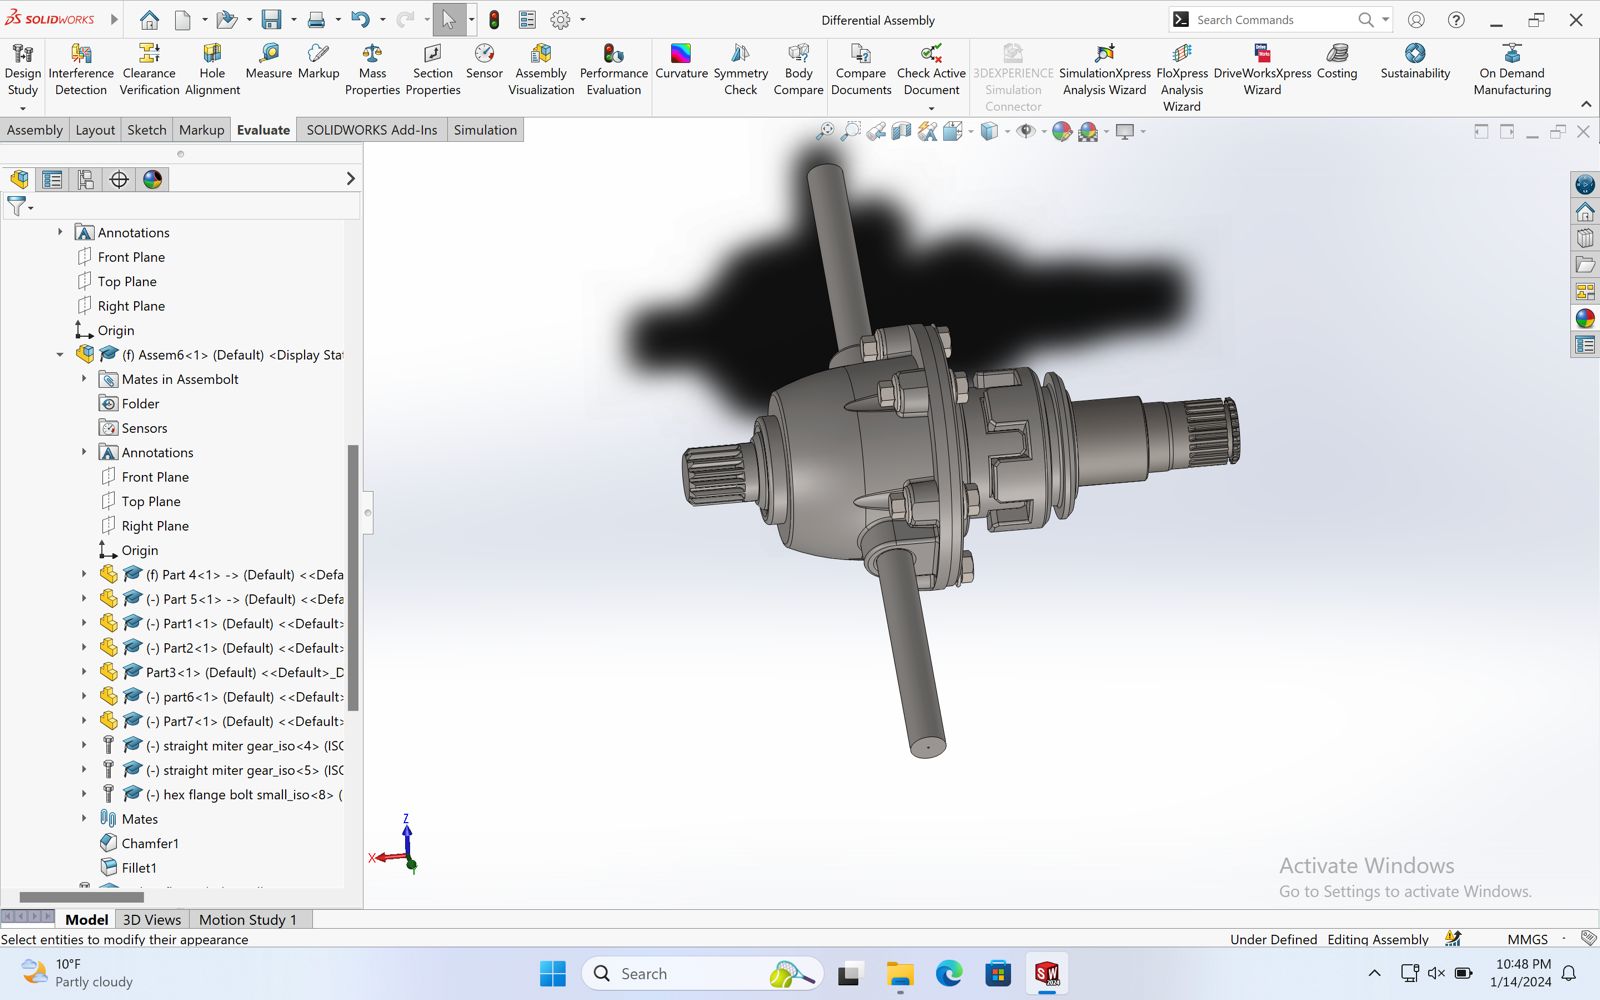 SOLIDWORKS
Differential Assembly
Search Commands
Design Study
Interference Detection
Clearance Verification
Hole Alignment
Measure
Markup
Mass Properties
Section Properties
Sensor
Assembly Visualization
Performance Evaluation
Curvature
Symmetry Check
Body Compare
Compare Documents
Check Active Document
3DEXPERIENCE Simulation Connector
SimulationXpress Analysis Wizard
FloXpress Analysis Wizard
DriveWorksXpress Wizard
Costing
Sustainability
On Demand Manufacturing
Assembly
Layout
Sketch
Markup
Evaluate
SOLIDWORKS Add-Ins
Simulation
Annotations
Front Plane
Top Plane
Right Plane
Origin
(f) Assem6<1> (Default) <Display Sta
Mates in Assembolt
Folder
Sensors
Annotations
Front Plane
Top Plane
Right Plane
Origin
(f) Part 4<1> -> (Default) <<Defa
(-) Part 5<1> -> (Default) <<Defa
(-) Part1<1> (Default) <<Default>
(-) Part2<1> (Default) <<Default>
Part3<1> (Default) <<Default>_D
(-) part6<1> (Default) <<Default>
(-) Part7<1> (Default) <<Default>
(-) straight miter gear_iso<4> (ISO
(-) straight miter gear_iso<5> (ISO
(-) hex flange bolt small_iso<8> (
Mates
Chamfer1
Fillet1
Z
X
Y
Activate Windows
Go to Settings to activate Windows.
Model
3D Views
Motion Study 1
Select entities to modify their appearance
Under Defined
Editing Assembly
MMGS
10°F
Partly cloudy
Search
SW
2024
10:48 PM
1/14/2024